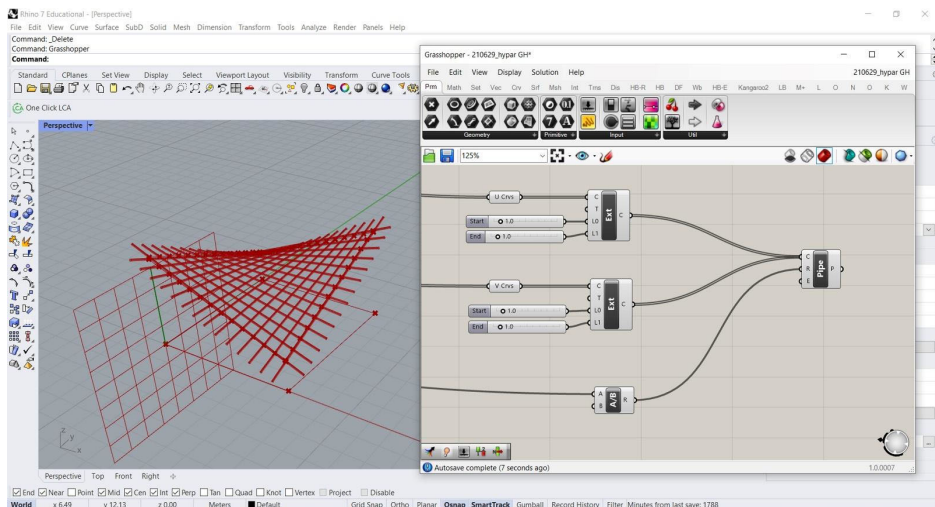 Rhino 7 Educational - [Perspective]
File Edit View Curve Surface SubD Solid Mesh Dimension Transform Tools Analyze Render Panels Help
Command: _Delete
Command: Grasshopper
Command:
Standard CPlanes Set View Display Select Viewport Layout Visibility Transform Curve Tools
One Click LCA
Perspective
z
y
x
Perspective Top Front Right
End Near Point Mid Cen Int Perp Tan Quad Knot Vertex Project Disable
World x 6.49 y 12.13 z 0.00 Meters Default Grid Snap Ortho Planar Osnap SmartTrack Gumball Record History Filter Minutes from last save: 1788
Grasshopper - 210629_hypar GH*
File Edit View Display Solution Help 210629_hypar GH
Prm Math Set Vec Crv Srf Msh Int Trns Dis HB-R HB DF Wb HB-E Kangaroo2 LB M+ L O N O K W
Geometry Primitive Input Util
125%
U Crvs
C
T
L0
L1
Ext
C
Start 1.0
End 1.0
V Crvs
C
T
L0
L1
Ext
C
Start 1.0
End 1.0
C
R
E
Pipe
P
A
B
A/B
R
Autosave complete (7 seconds ago) 1.0.0007